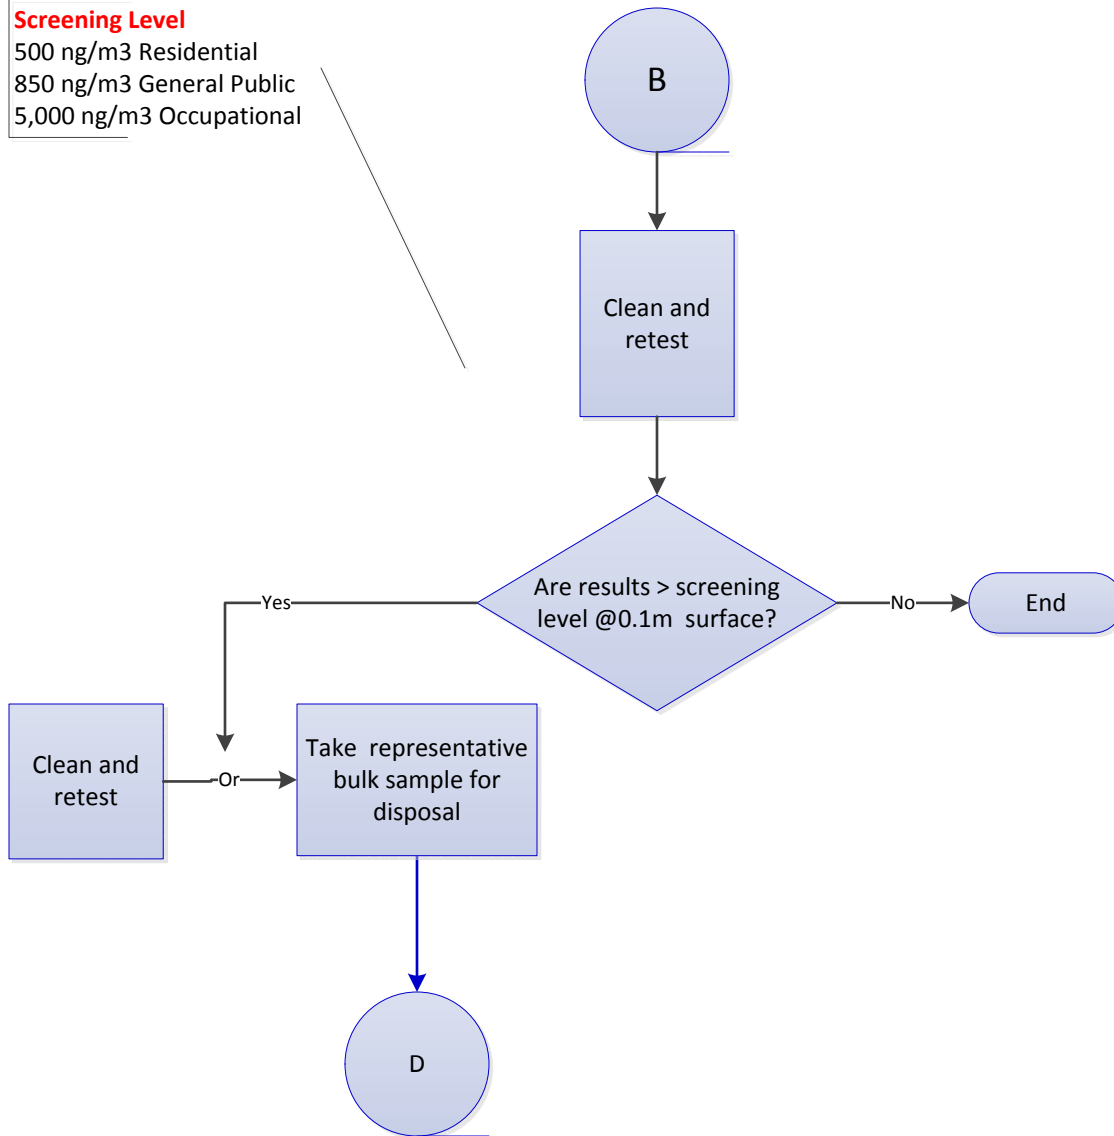 Screening Level
500 ng/m3 Residential
850 ng/m3 General Public
5,000 ng/m3 Occupational
B
Clean and
retest
Are results > screening
level @0.1m  surface?
Yes
No
End
Clean and
retest
Or
Take  representative
bulk sample for
disposal
D